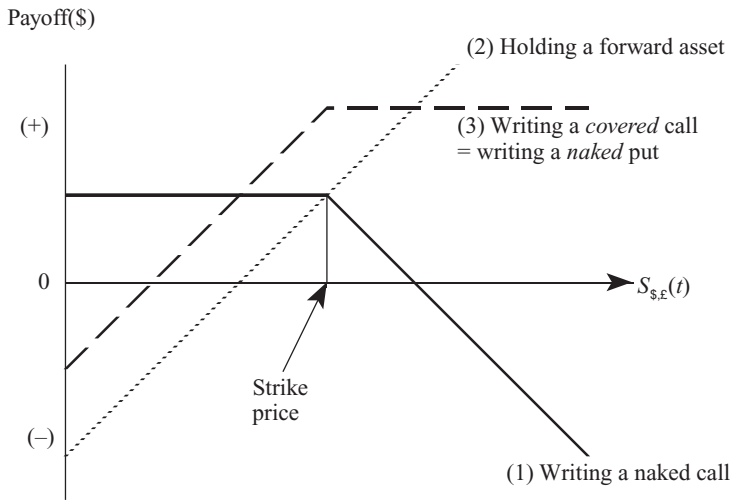 Payoff($)
(2) Holding a forward asset
(+)
(3) Writing a covered call
= writing a naked put
0
S$,£(t)
Strike
price
(–)
(1) Writing a naked call